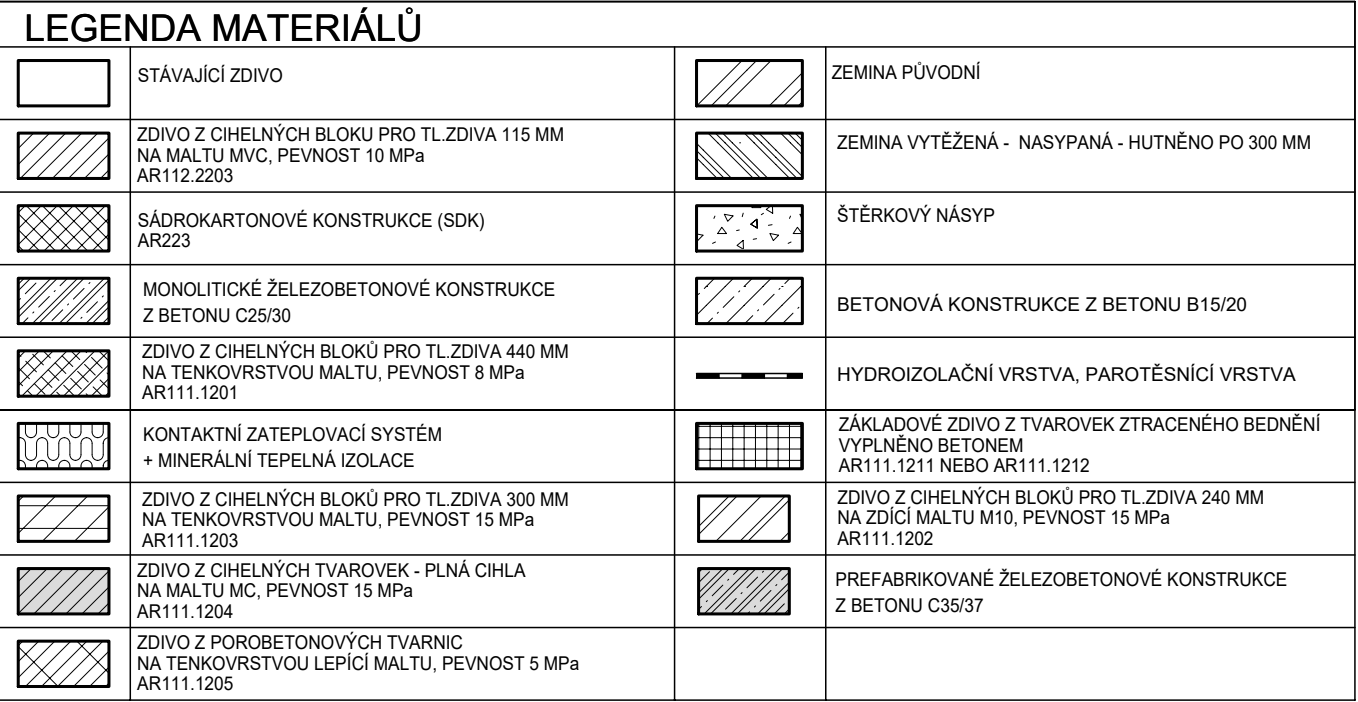 LEGENDA MATERIÁLŮ
STÁVAJÍCÍ ZDIVO
ZEMINA PŮVODNÍ
ZDIVO Z CIHELNÝCH BLOKU PRO TL.ZDIVA 115 MM
NA MALTU MVC, PEVNOST 10 MPa
AR112.2203
ZEMINA VYTĚŽENÁ - NASYPANÁ - HUTNĚNO PO 300 MM
SÁDROKARTONOVÉ KONSTRUKCE (SDK)
AR223
ŠTĚRKOVÝ NÁSYP
MONOLITICKÉ ŽELEZOBETONOVÉ KONSTRUKCE
Z BETONU C25/30
BETONOVÁ KONSTRUKCE Z BETONU B15/20
ZDIVO Z CIHELNÝCH BLOKŮ PRO TL.ZDIVA 440 MM
NA TENKOVRSTVOU MALTU, PEVNOST 8 MPa
AR111.1201
HYDROIZOLAČNÍ VRSTVA, PAROTĚSNÍCÍ VRSTVA
KONTAKTNÍ ZATEPLOVACÍ SYSTÉM
+ MINERÁLNÍ TEPELNÁ IZOLACE
ZÁKLADOVÉ ZDIVO Z TVAROVEK ZTRACENÉHO BEDNĚNÍ
VYPLNĚNO BETONEM
AR111.1211 NEBO AR111.1212
ZDIVO Z CIHELNÝCH BLOKŮ PRO TL.ZDIVA 300 MM
NA TENKOVRSTVOU MALTU, PEVNOST 15 MPa
AR111.1203
ZDIVO Z CIHELNÝCH BLOKŮ PRO TL.ZDIVA 240 MM
NA ZDÍCÍ MALTU M10, PEVNOST 15 MPa
AR111.1202
ZDIVO Z CIHELNÝCH TVAROVEK - PLNÁ CIHLA
NA MALTU MC, PEVNOST 15 MPa
AR111.1204
PREFABRIKOVANÉ ŽELEZOBETONOVÉ KONSTRUKCE
Z BETONU C35/37
ZDIVO Z POROBETONOVÝCH TVARNIC
NA TENKOVRSTVOU LEPÍCÍ MALTU, PEVNOST 5 MPa
AR111.1205